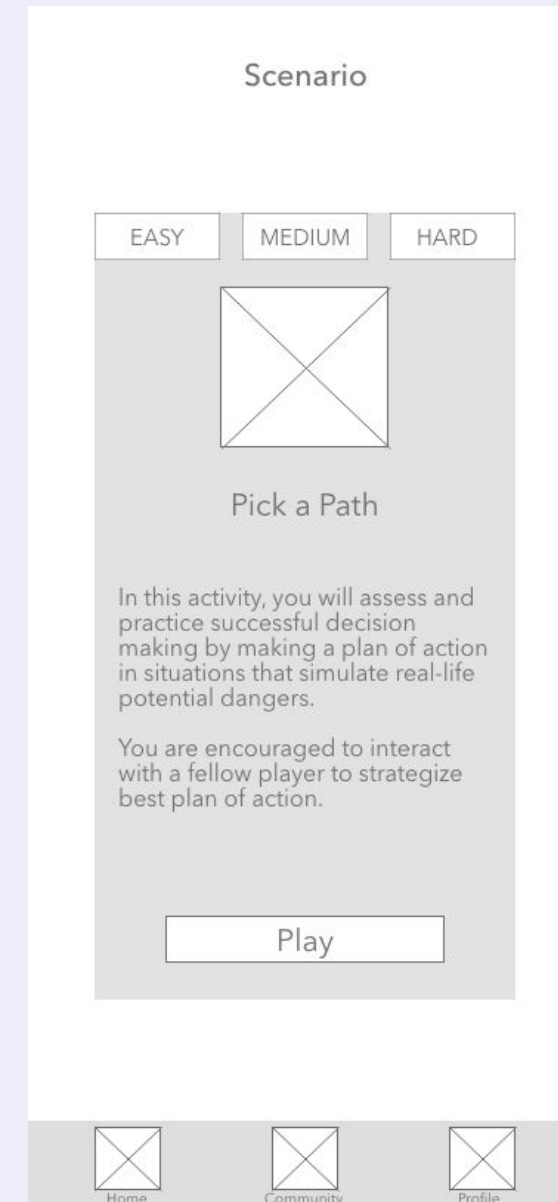 Scenario
EASY MEDIUM HARD
Pick a Path
In this activity, you will assess and
practice successful decision
making by making a plan of action
in situations that simulate real-life
potential dangers.
You are encouraged to interact
with a fellow player to strategize
best plan of action.
Play
Home Community Profile